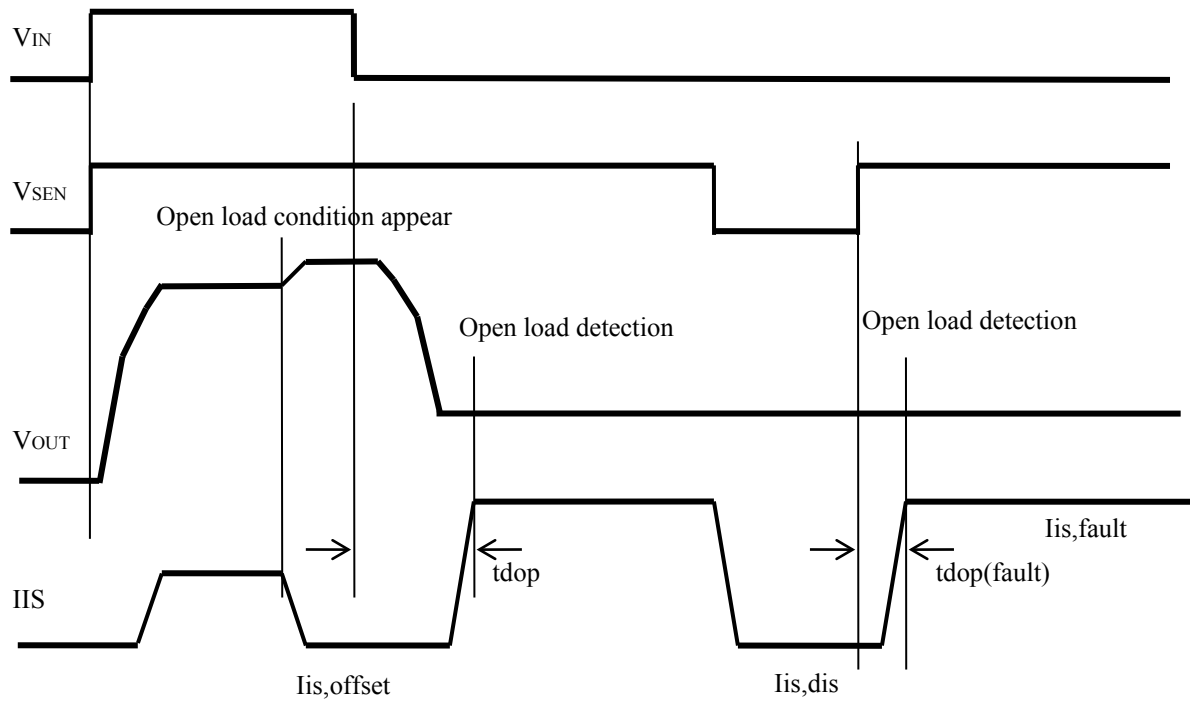 VIN
VSEN
Open load condition appear
Open load detection
Open load detection
VOUT
Iis,fault
tdop
tdop(fault)
IIS
Iis,offset
Iis,dis